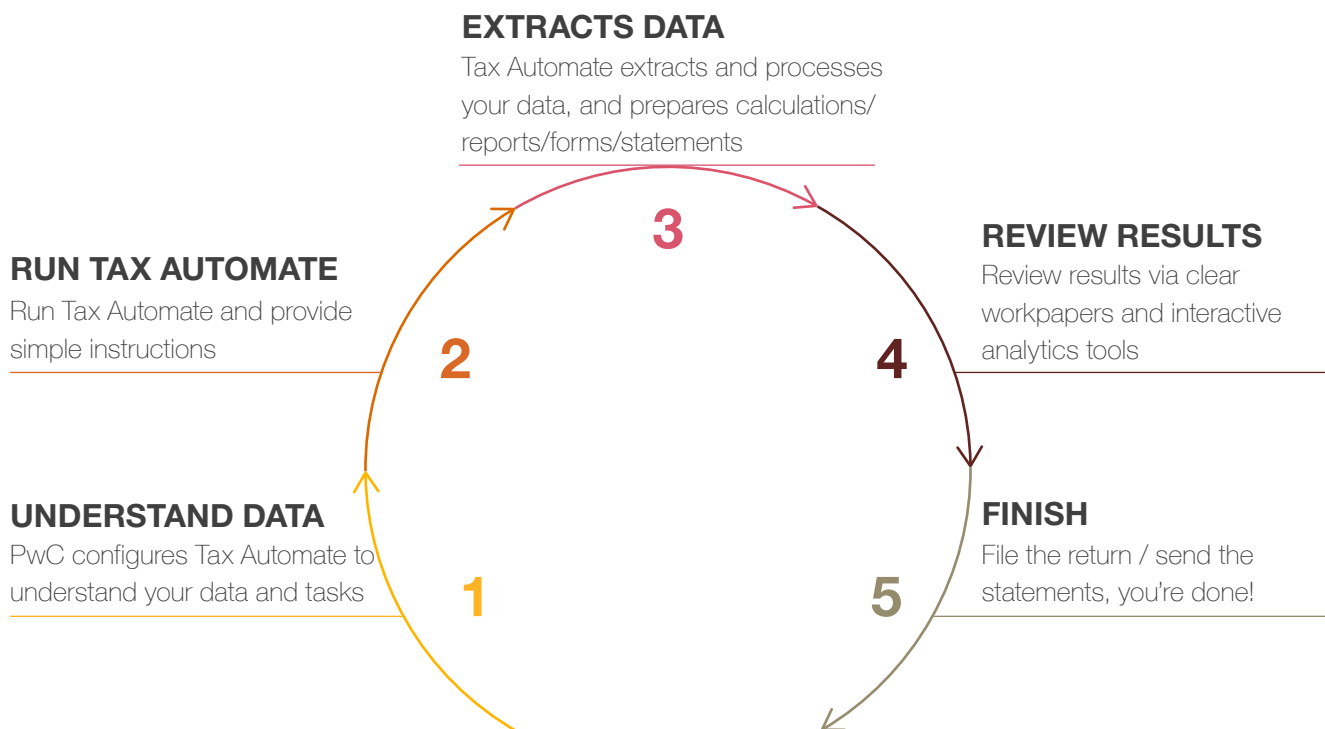 EXTRACTS DATA
Tax Automate extracts and processes
your data, and prepares calculations/
reports/forms/statements
3
REVIEW RESULTS
Review results via clear
workpapers and interactive
analytics tools
4
RUN TAX AUTOMATE
Run Tax Automate and provide
simple instructions
2
UNDERSTAND DATA
PwC configures Tax Automate to
understand your data and tasks
1
FINISH
File the return / send the
statements, you're done!
5